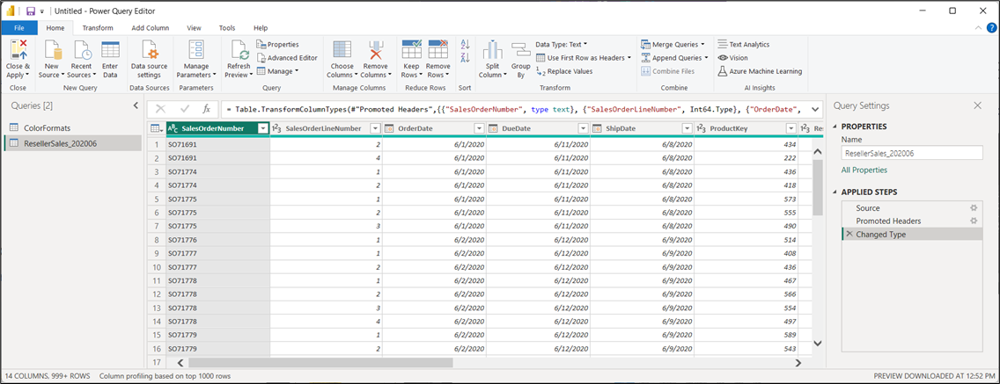 Untitled - Power Query Editor
File Home Transform Add Column View Tools Help
Close & Apply
New Source
Recent Sources
Enter Data
Data source settings
Manage Parameters
Refresh Preview
Properties
Advanced Editor
Manage
Choose Columns
Remove Columns
Keep Rows
Remove Rows
Split Column
Group By
Data Type: Text
Use First Row as Headers
Replace Values
Merge Queries
Append Queries
Combine Files
Text Analytics
Vision
Azure Machine Learning
Close New Query Data Sources Parameters Query Manage Columns Reduce Rows Sort Transform Combine AI Insights
Queries [2]
ColorFormats
ResellerSales_202006
= Table.TransformColumnTypes(#"Promoted Headers",{{"SalesOrderNumber", type text}, {"SalesOrderLineNumber", Int64.Type}, {"OrderDate",
SalesOrderNumber SalesOrderLineNumber OrderDate DueDate ShipDate ProductKey Re
1 SO71691 2 6/1/2020 6/11/2020 6/8/2020 434
2 SO71691 4 6/1/2020 6/11/2020 6/8/2020 222
3 SO71774 1 6/1/2020 6/11/2020 6/8/2020 436
4 SO71774 2 6/1/2020 6/11/2020 6/8/2020 418
5 SO71775 1 6/1/2020 6/11/2020 6/8/2020 573
6 SO71775 2 6/1/2020 6/11/2020 6/8/2020 555
7 SO71775 3 6/1/2020 6/11/2020 6/8/2020 490
8 SO71776 1 6/2/2020 6/12/2020 6/9/2020 514
9 SO71777 1 6/2/2020 6/12/2020 6/9/2020 408
10 SO71777 2 6/2/2020 6/12/2020 6/9/2020 436
11 SO71778 1 6/2/2020 6/12/2020 6/9/2020 467
12 SO71778 2 6/2/2020 6/12/2020 6/9/2020 566
13 SO71778 3 6/2/2020 6/12/2020 6/9/2020 554
14 SO71778 4 6/2/2020 6/12/2020 6/9/2020 497
15 SO71779 1 6/2/2020 6/12/2020 6/9/2020 589
16 SO71779 2 6/2/2020 6/12/2020 6/9/2020 543
17
Query Settings
PROPERTIES
Name
ResellerSales_202006
All Properties
APPLIED STEPS
Source
Promoted Headers
Changed Type
14 COLUMNS, 999+ ROWS Column profiling based on top 1000 rows PREVIEW DOWNLOADED AT 12:52 PM